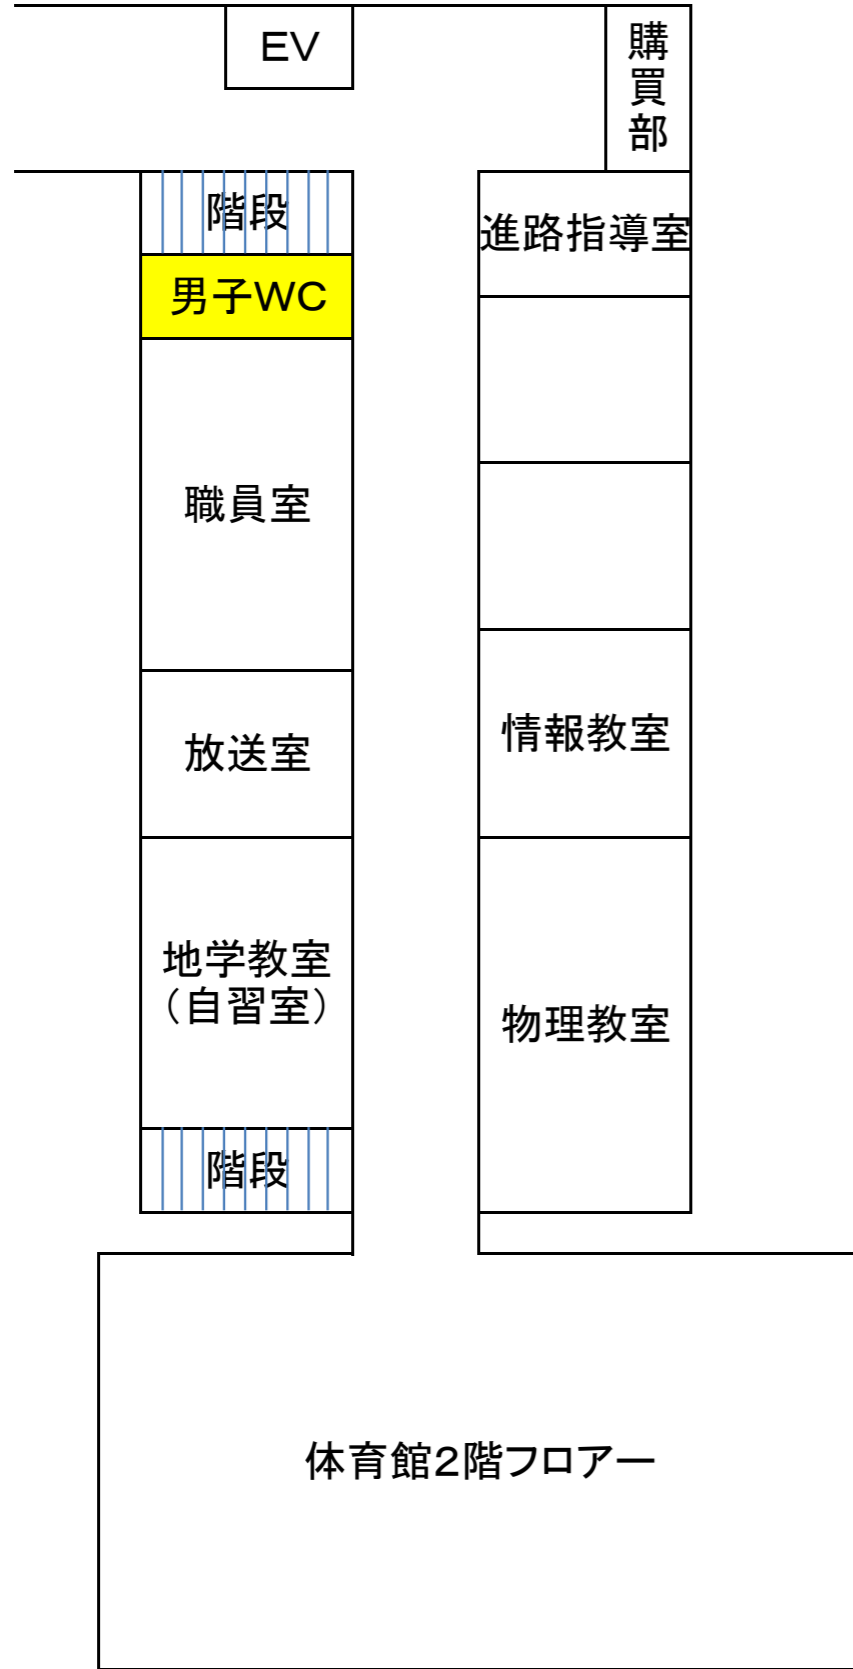 EV
購買部
階段
進路指導室
男子WC
職員室
放送室
情報教室
地学教室
（自習室）
物理教室
階段
体育館2階フロアー